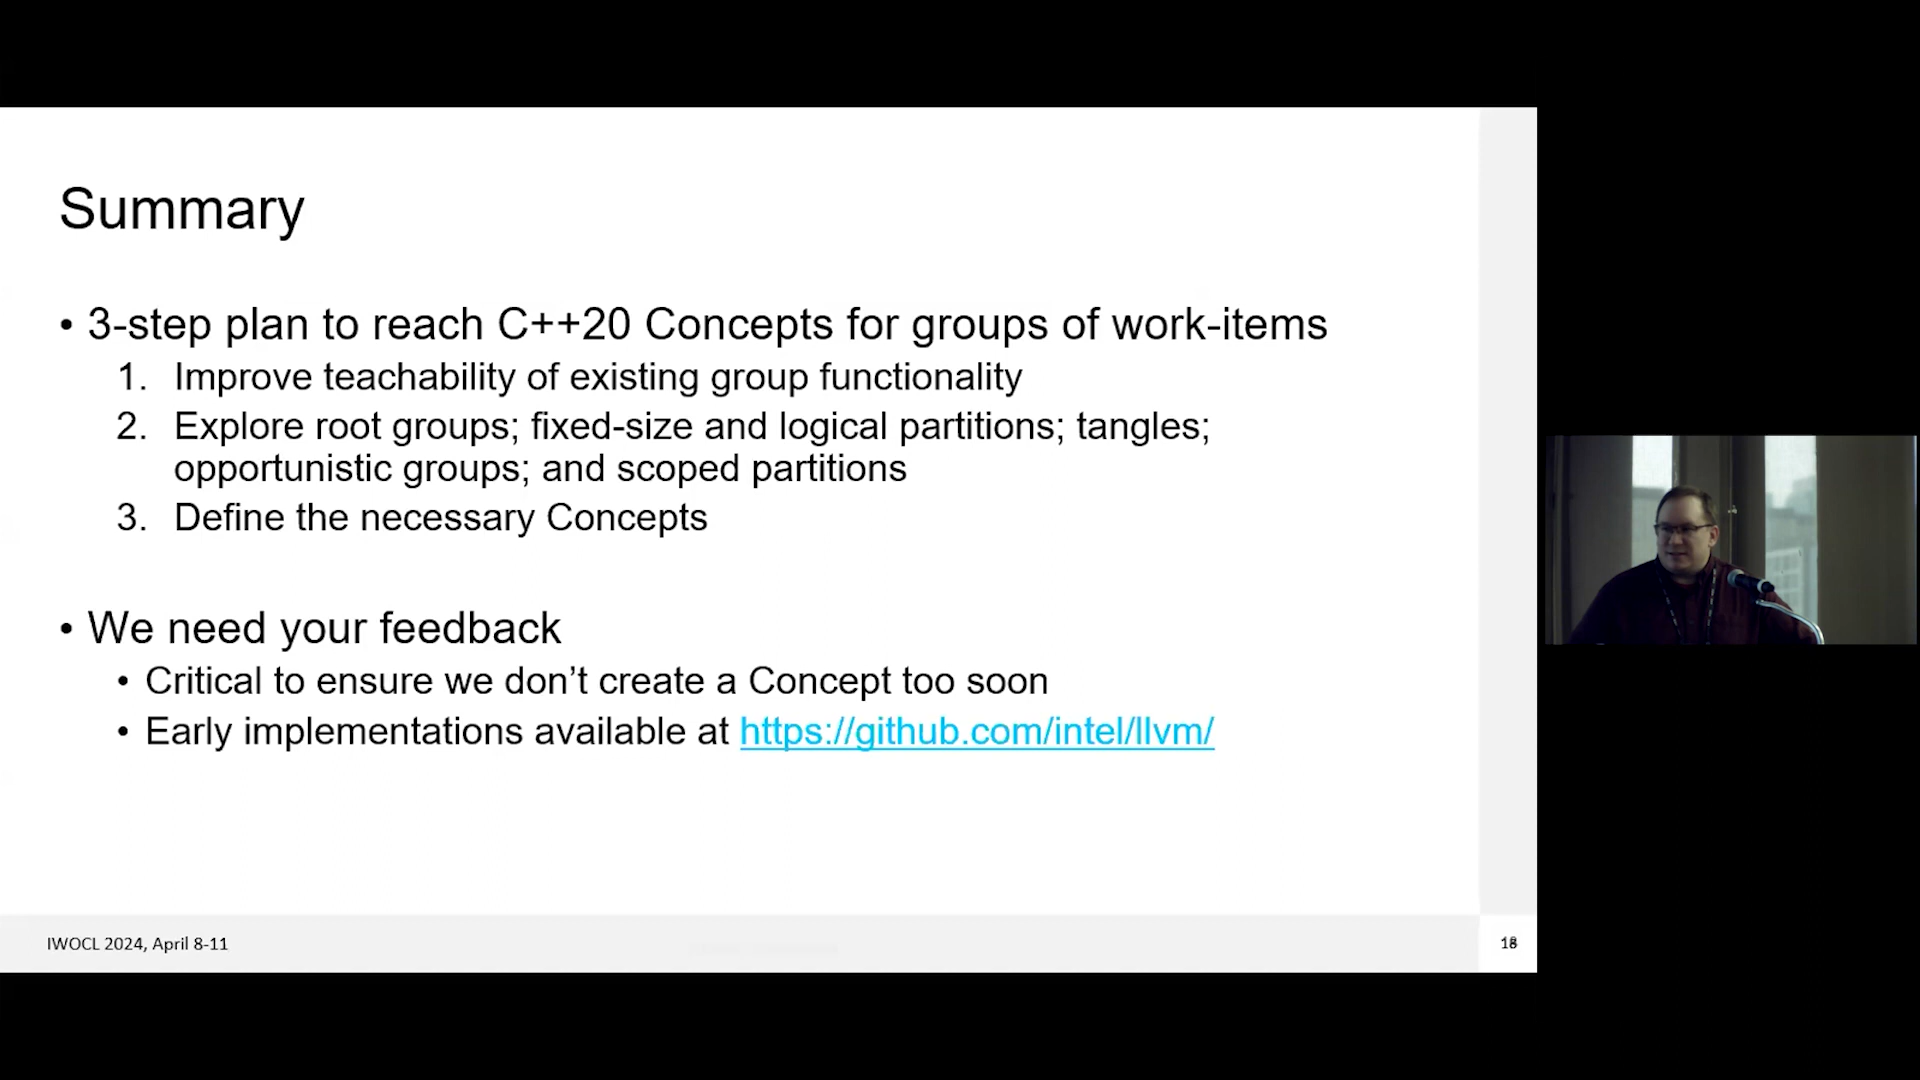 Summary
• 3-step plan to reach C++20 Concepts for groups of work-items
1. Improve teachability of existing group functionality
2. Explore root groups; fixed-size and logical partitions; tangles;
opportunistic groups; and scoped partitions
3. Define the necessary Concepts
• We need your feedback
• Critical to ensure we don’t create a Concept too soon
• Early implementations available at https://github.com/intel/llvm/
IWOCL 2024, April 8-11